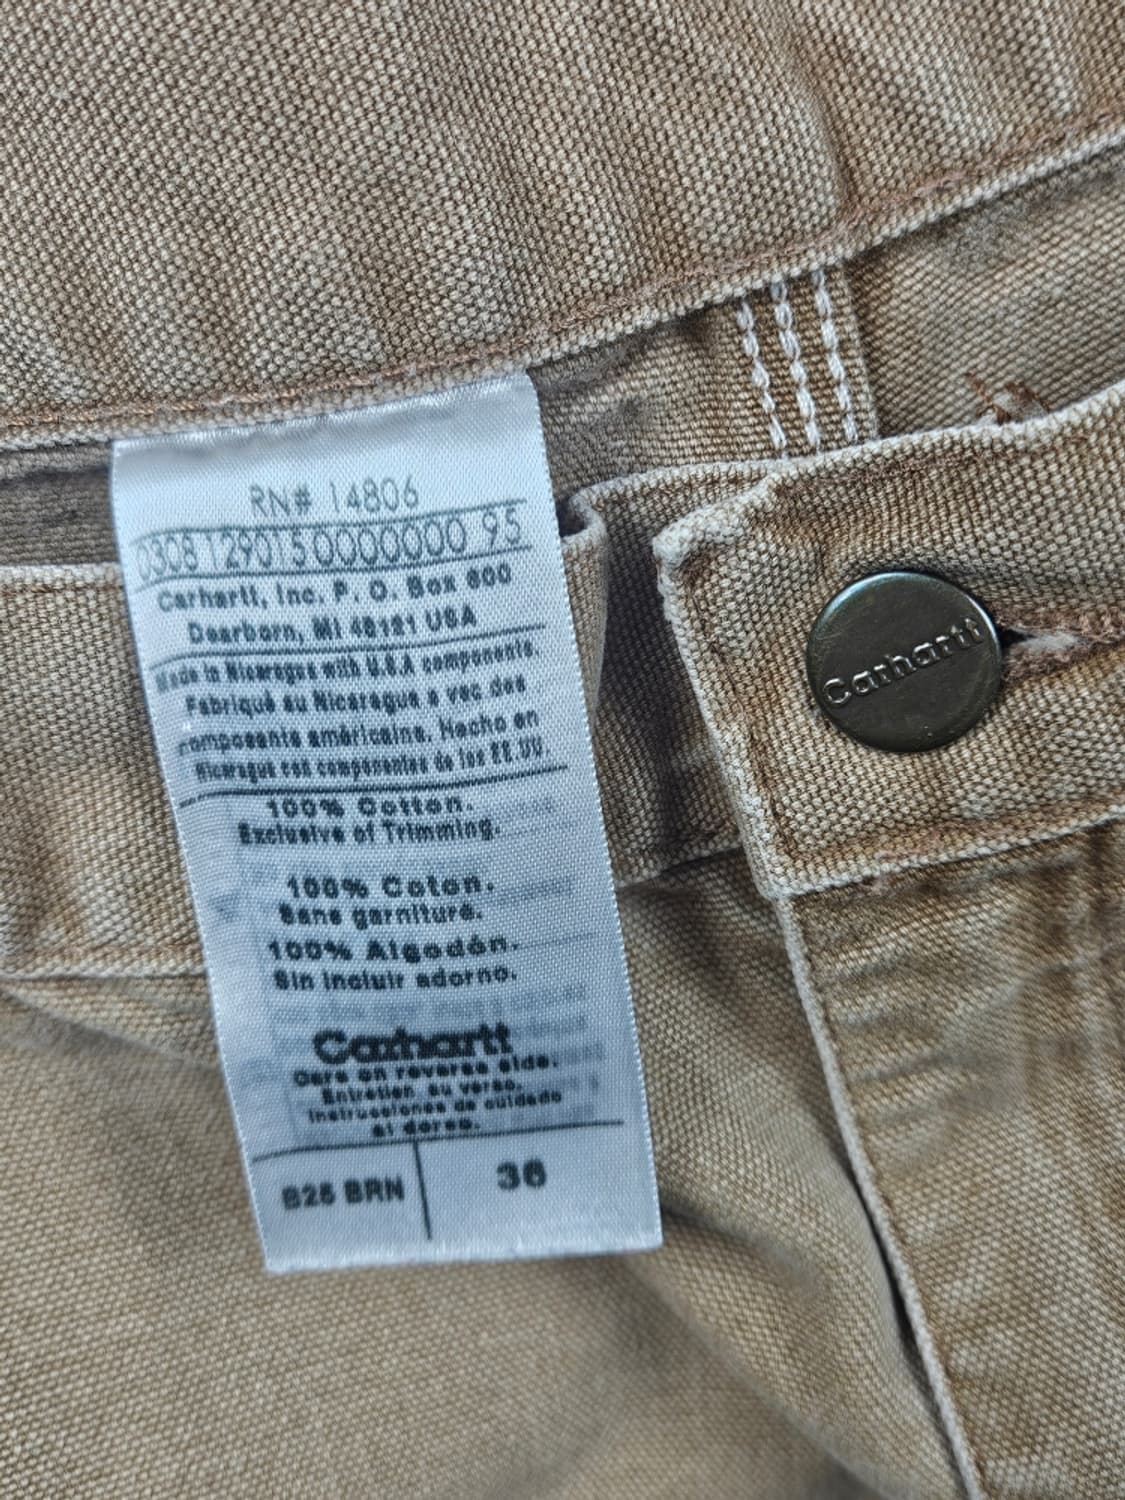 RN# 14806
0308 129015 0000000 95
Carhartt, Inc. P. O. Box 600
Dearborn, MI 48121 USA
Made in Nicaragua with U.S.A components.
Fabriqué au Nicaragua a vec des
composants américains. Hecho en
Nicaragua con componentes de los EE.UU.
100% Cotton.
Exclusive of Trimming.
100% Coton.
Sans garniture.
100% Algodón.
Sin incluir adorno.
Carhartt
Care on reverse side.
Entretien au verso.
Instrucciones de cuidado
al dorso.
BRN
Carhartt